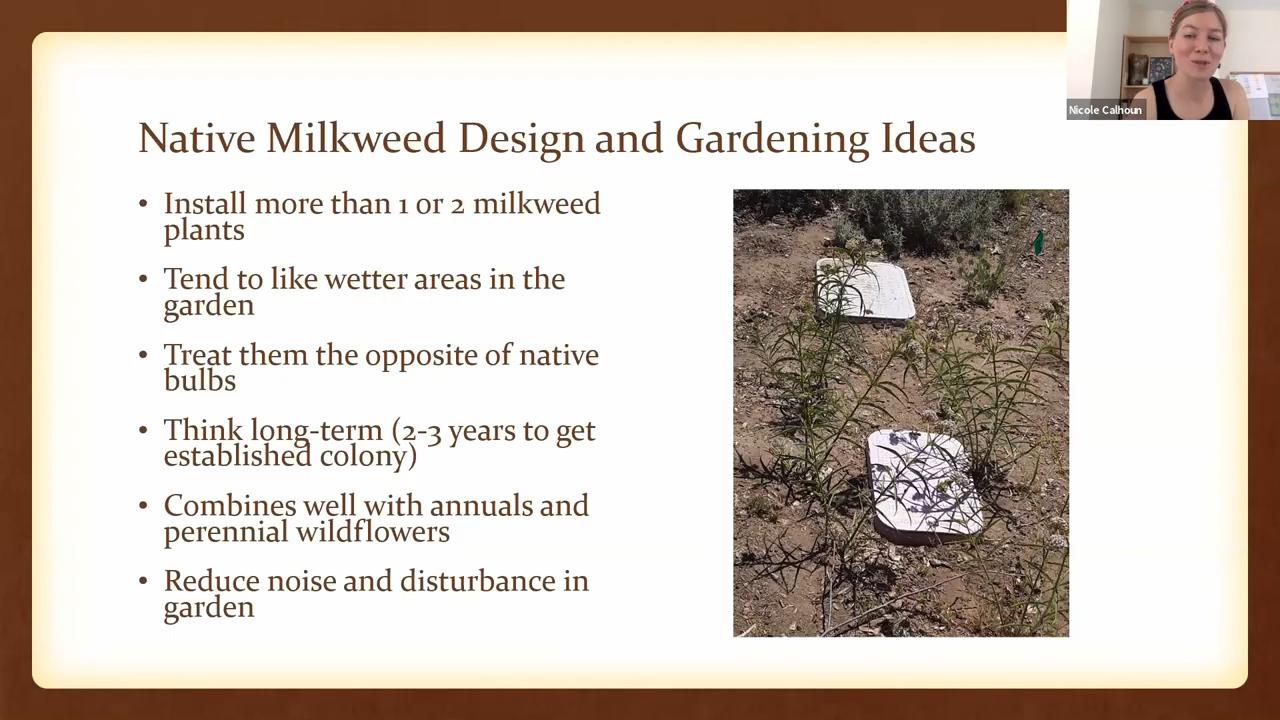 Nicole Calhoun
Native Milkweed Design and Gardening Ideas
• Install more than 1 or 2 milkweed
plants
• Tend to like wetter areas in the
garden
• Treat them the opposite of native
bulbs
• Think long-term (2-3 years to get
established colony)
• Combines well with annuals and
perennial wildflowers
• Reduce noise and disturbance in
garden